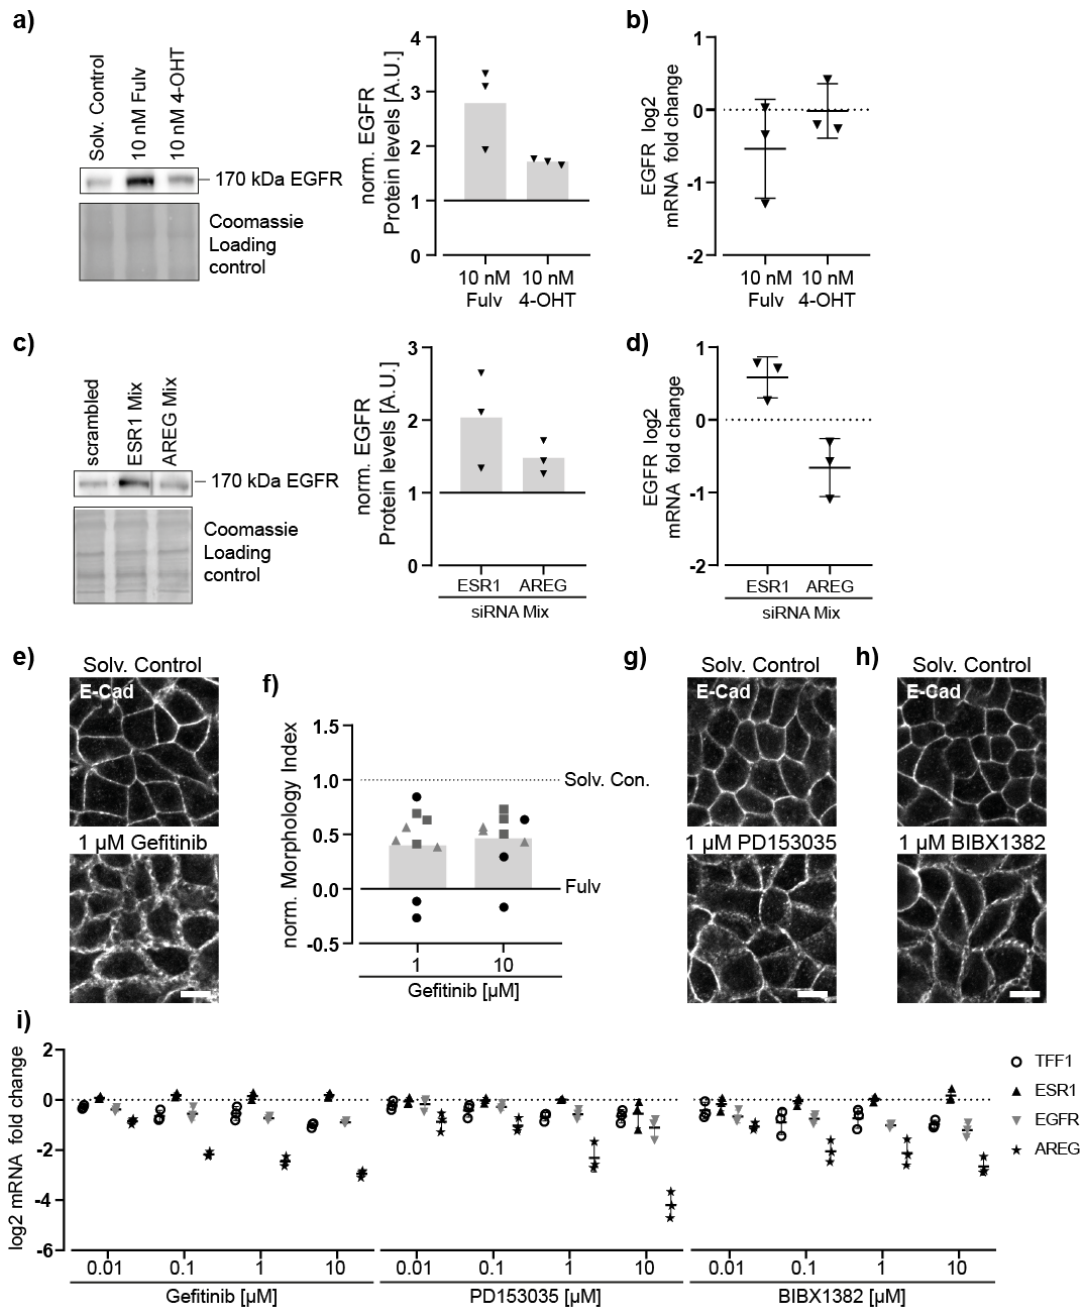 a)
Solv. Control
10 nM Fulv
10 nM 4-OHT
170 kDa EGFR
Coomassie
Loading
control
norm. EGFR
Protein levels [A.U.]
4
3
2
1
0
10 nM
Fulv
10 nM
4-OHT
b)
EGFR log2
mRNA fold change
1
0
-1
-2
10 nM
Fulv
10 nM
4-OHT
c)
scrambled
ESR1 Mix
AREG Mix
170 kDa EGFR
Coomassie
Loading
control
norm. EGFR
Protein levels [A.U.]
3
2
1
0
ESR1 AREG
siRNA Mix
d)
EGFR log2
mRNA fold change
1
0
-1
-2
ESR1 AREG
siRNA Mix
e)
Solv. Control
E-Cad
1 µM Gefitinib
f)
norm. Morphology Index
1.5
1.0
0.5
0.0
-0.5
Solv. Con.
Fulv
1 10
Gefitinib [µM]
g)
Solv. Control
E-Cad
1 µM PD153035
h)
Solv. Control
E-Cad
1 µM BIBX1382
i)
log2 mRNA fold change
2
0
-2
-4
-6
0.01 0.1 1 10
Gefitinib [µM]
0.01 0.1 1 10
PD153035 [µM]
0.01 0.1 1 10
BIBX1382 [µM]
TFF1
ESR1
EGFR
AREG